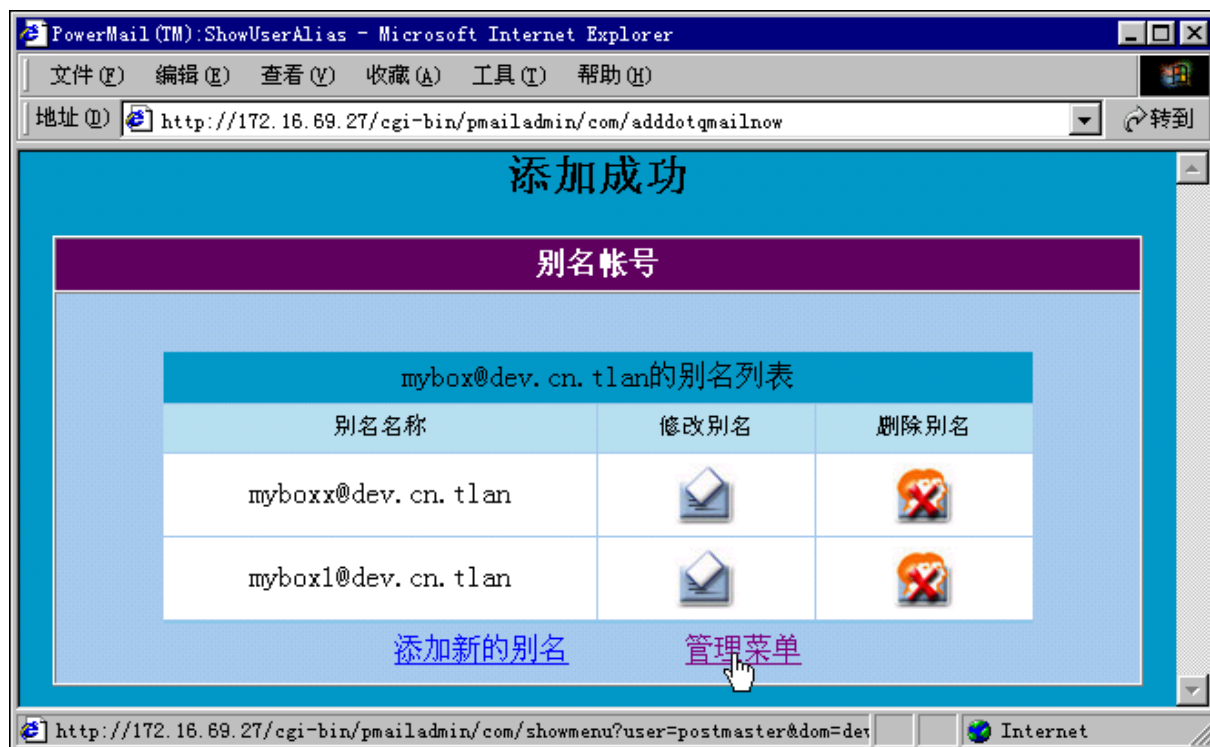 PowerMail(TM):ShowUserAlias - Microsoft Internet Explorer
文件(F) 编辑(E) 查看(V) 收藏(A) 工具(T) 帮助(H)
地址(D) http://172.16.69.27/cgi-bin/pmailadmin/com/adddotqmailnow 转到
添加成功
别名帐号
mybox@dev.cn.tlan的别名列表
别名名称 修改别名 删除别名
myboxx@dev.cn.tlan
mybox1@dev.cn.tlan
添加新的别名 管理菜单
http://172.16.69.27/cgi-bin/pmailadmin/com/showmenu?user=postmaster&dom=dev Internet